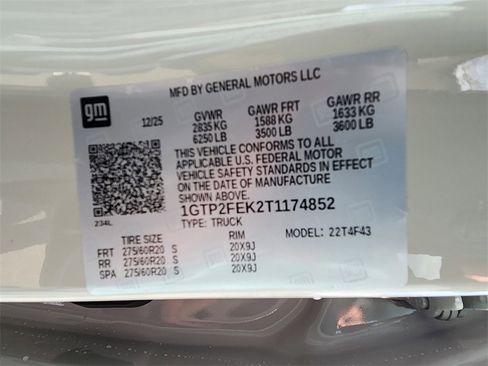 MFD BY GENERAL MOTORS LLC
gm
12/25 GVWR GAWR FRT GAWR RR
2835 KG 1588 KG 1633 KG
6250 LB 3500 LB 3600 LB
THIS VEHICLE CONFORMS TO ALL
APPLICABLE U.S. FEDERAL MOTOR
VEHICLE SAFETY STANDARDS IN
EFFECT ON THE DATE OF MANUFACTURE
SHOWN ABOVE.
234L
1GTP2FEK2T1174852
TYPE: TRUCK MODEL: 22T4F43
TIRE SIZE RIM
FRT 275/60R20 S 20X9J
RR 275/60R20 S 20X9J
SPA 275/60R20 S 20X9J